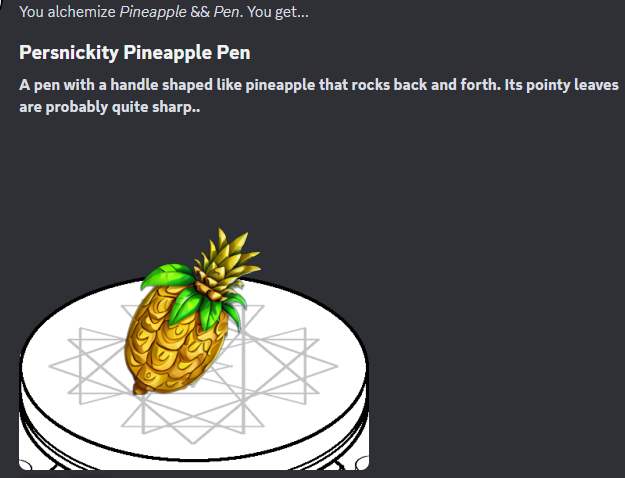 You alchemize Pineapple && Pen. You get...
Persnickity Pineapple Pen
A pen with a handle shaped like pineapple that rocks back and forth. Its pointy leaves
are probably quite sharp..